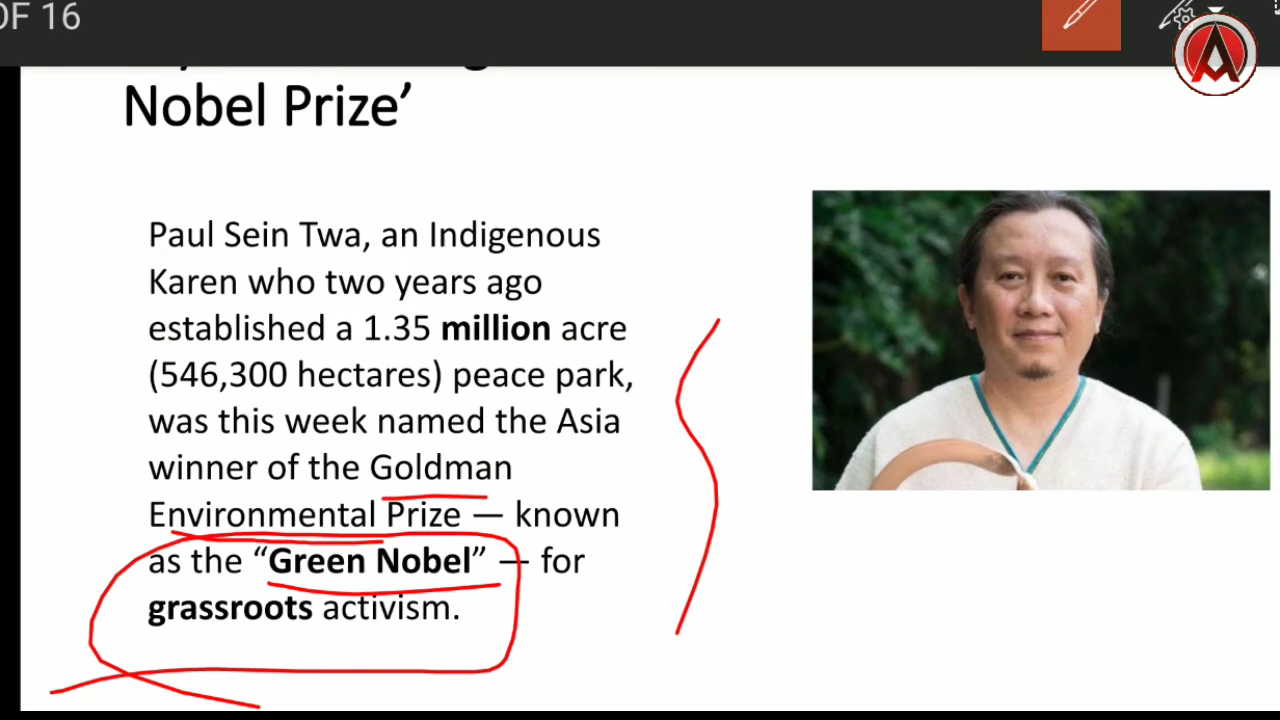 OF 16
Nobel Prize’
Paul Sein Twa, an Indigenous
Karen who two years ago
established a 1.35 million acre
(546,300 hectares) peace park,
was this week named the Asia
winner of the Goldman
Environmental Prize — known
as the “Green Nobel” — for
grassroots activism.